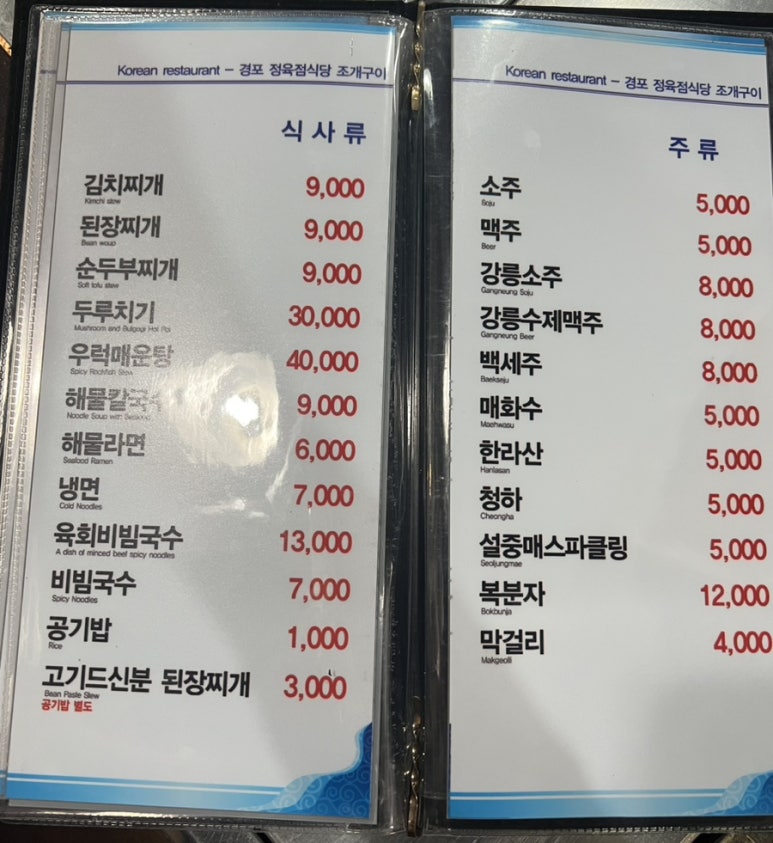 Korean restaurant - 경포 정육점식당 조개구이
식사류
김치찌개 9,000
Kimchi stew
된장찌개 9,000
Bean woup
순두부찌개 9,000
Soft tofu stew
두루치기 30,000
Mushroom and Bulgogi Hot Pot
우럭매운탕 40,000
Spicy Rochfish Stew
해물칼국수 9,000
Noodle Soup with Seafood
해물라면 6,000
Seafood Ramen
냉면 7,000
Cold Noodles
육회비빔국수 13,000
A dish of minced beef spicy noodles
비빔국수 7,000
Spicy Noodles
공기밥 1,000
Rice
고기드신분 된장찌개 3,000
Bean Paste Stew
공기밥 별도
Korean restaurant - 경포 정육점식당 조개구이
주류
소주 5,000
Soju
맥주 5,000
Beer
강릉소주 8,000
Gangneung Soju
강릉수제맥주 8,000
Gangneung Beer
백세주 8,000
Baekseju
매화수 5,000
Maehwasu
한라산 5,000
Hanlasan
청하 5,000
Cheongha
설중매스파클링 5,000
Seoljungmae
복분자 12,000
Bokbunja
막걸리 4,000
Makgeolli